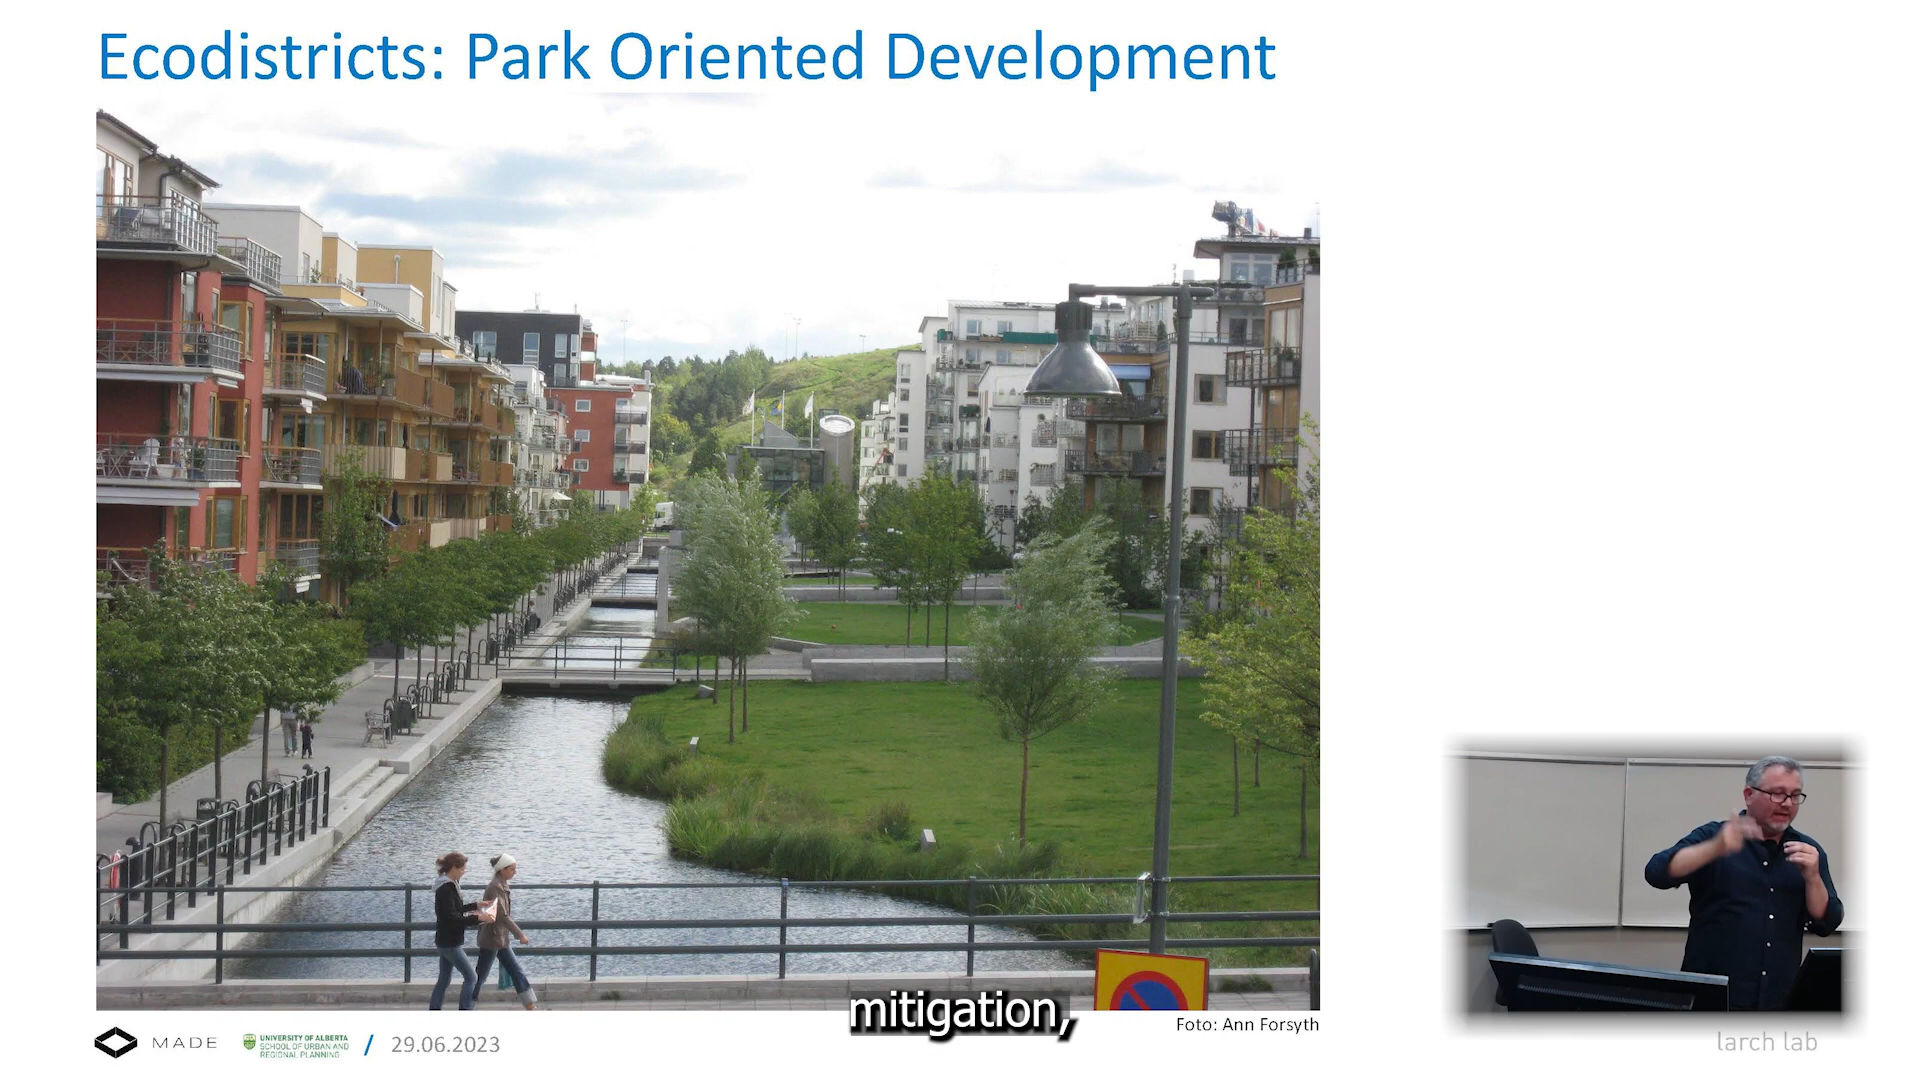 Ecodistricts: Park Oriented Development
mitigation,
Foto: Ann Forsyth
MADE
UNIVERSITY OF ALBERTA
SCHOOL OF URBAN AND
REGIONAL PLANNING
/ 29.06.2023
larch lab